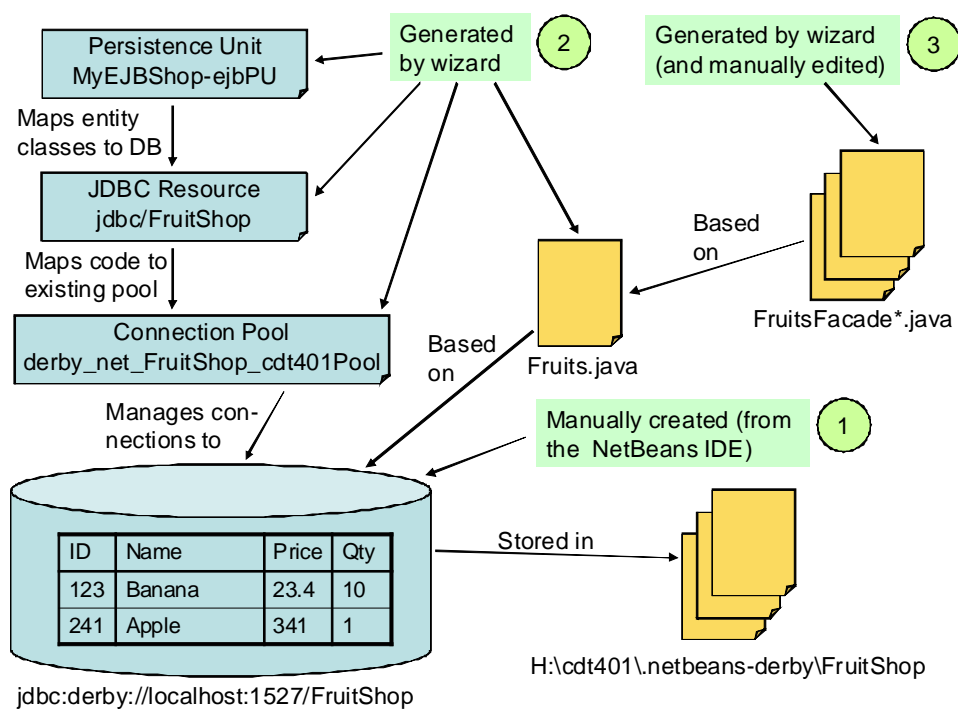 Persistence Unit
MyEJBShop-ejbPU
Generated
by wizard
2
Generated by wizard
(and manually edited)
3
Maps entity
classes to DB
JDBC Resource
jdbc/FruitShop
Maps code to
existing pool
Based
on
FruitsFacade*.java
Connection Pool
derby_net_FruitShop_cdt401Pool
Based
on
Fruits.java
Manages con-
nections to
Manually created (from
the NetBeans IDE)
1
ID Name Price Qty
123 Banana 23.4 10
241 Apple 341 1
Stored in
H:\cdt401\.netbeans-derby\FruitShop
jdbc:derby://localhost:1527/FruitShop